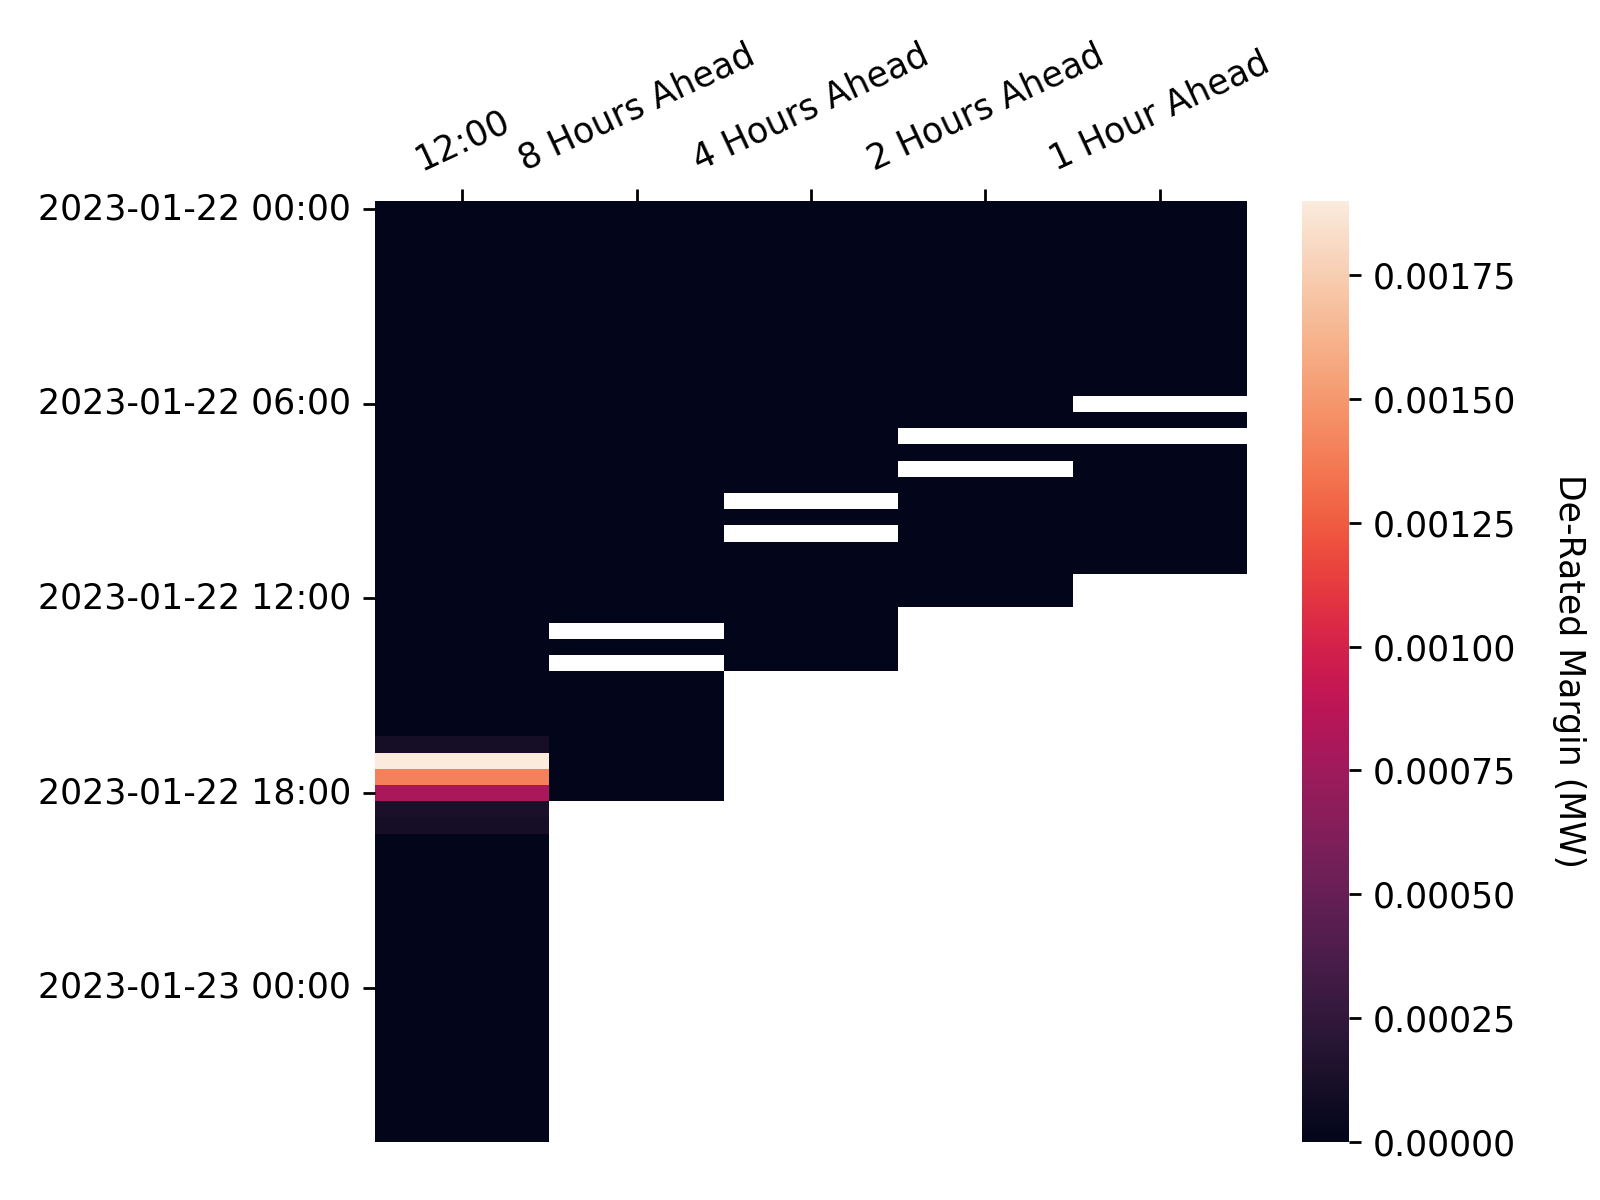 12:00
8 Hours Ahead
4 Hours Ahead
2 Hours Ahead
1 Hour Ahead
2023-01-22 00:00
2023-01-22 06:00
2023-01-22 12:00
2023-01-22 18:00
2023-01-23 00:00
0.00175
0.00150
0.00125
0.00100
0.00075
0.00050
0.00025
0.00000
De-Rated Margin (MW)